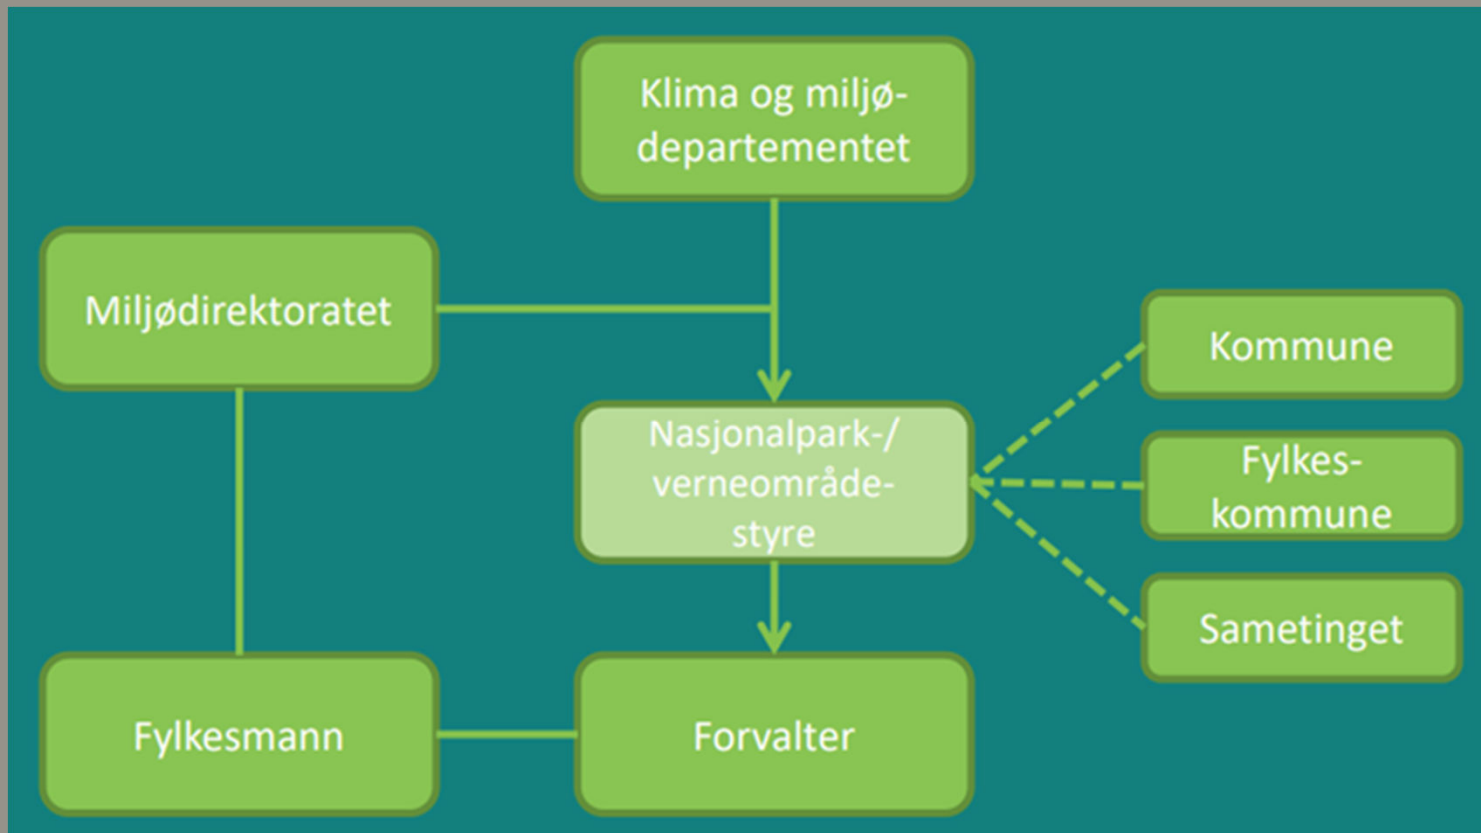 Klima og miljø-
departementet
Miljødirektoratet
Kommune
Nasjonalpark-/
verneområde-
styre
Fylkes-
kommune
Sametinget
Fylkesmann
Forvalter